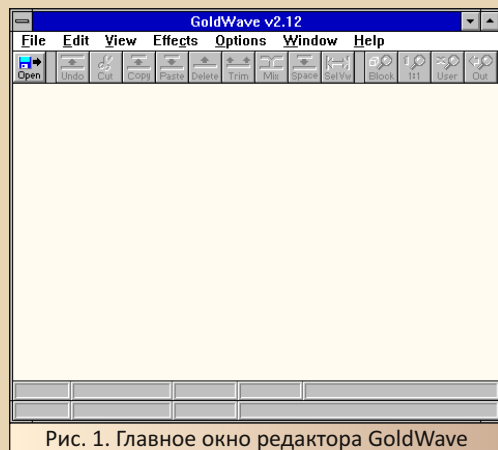 GoldWave v2.12
File Edit View Effects Options Window Help
Open Undo Cut Copy Paste Delete Trim Mix Space SelVw Block 1:1 User Out
Рис. 1. Главное окно редактора GoldWave